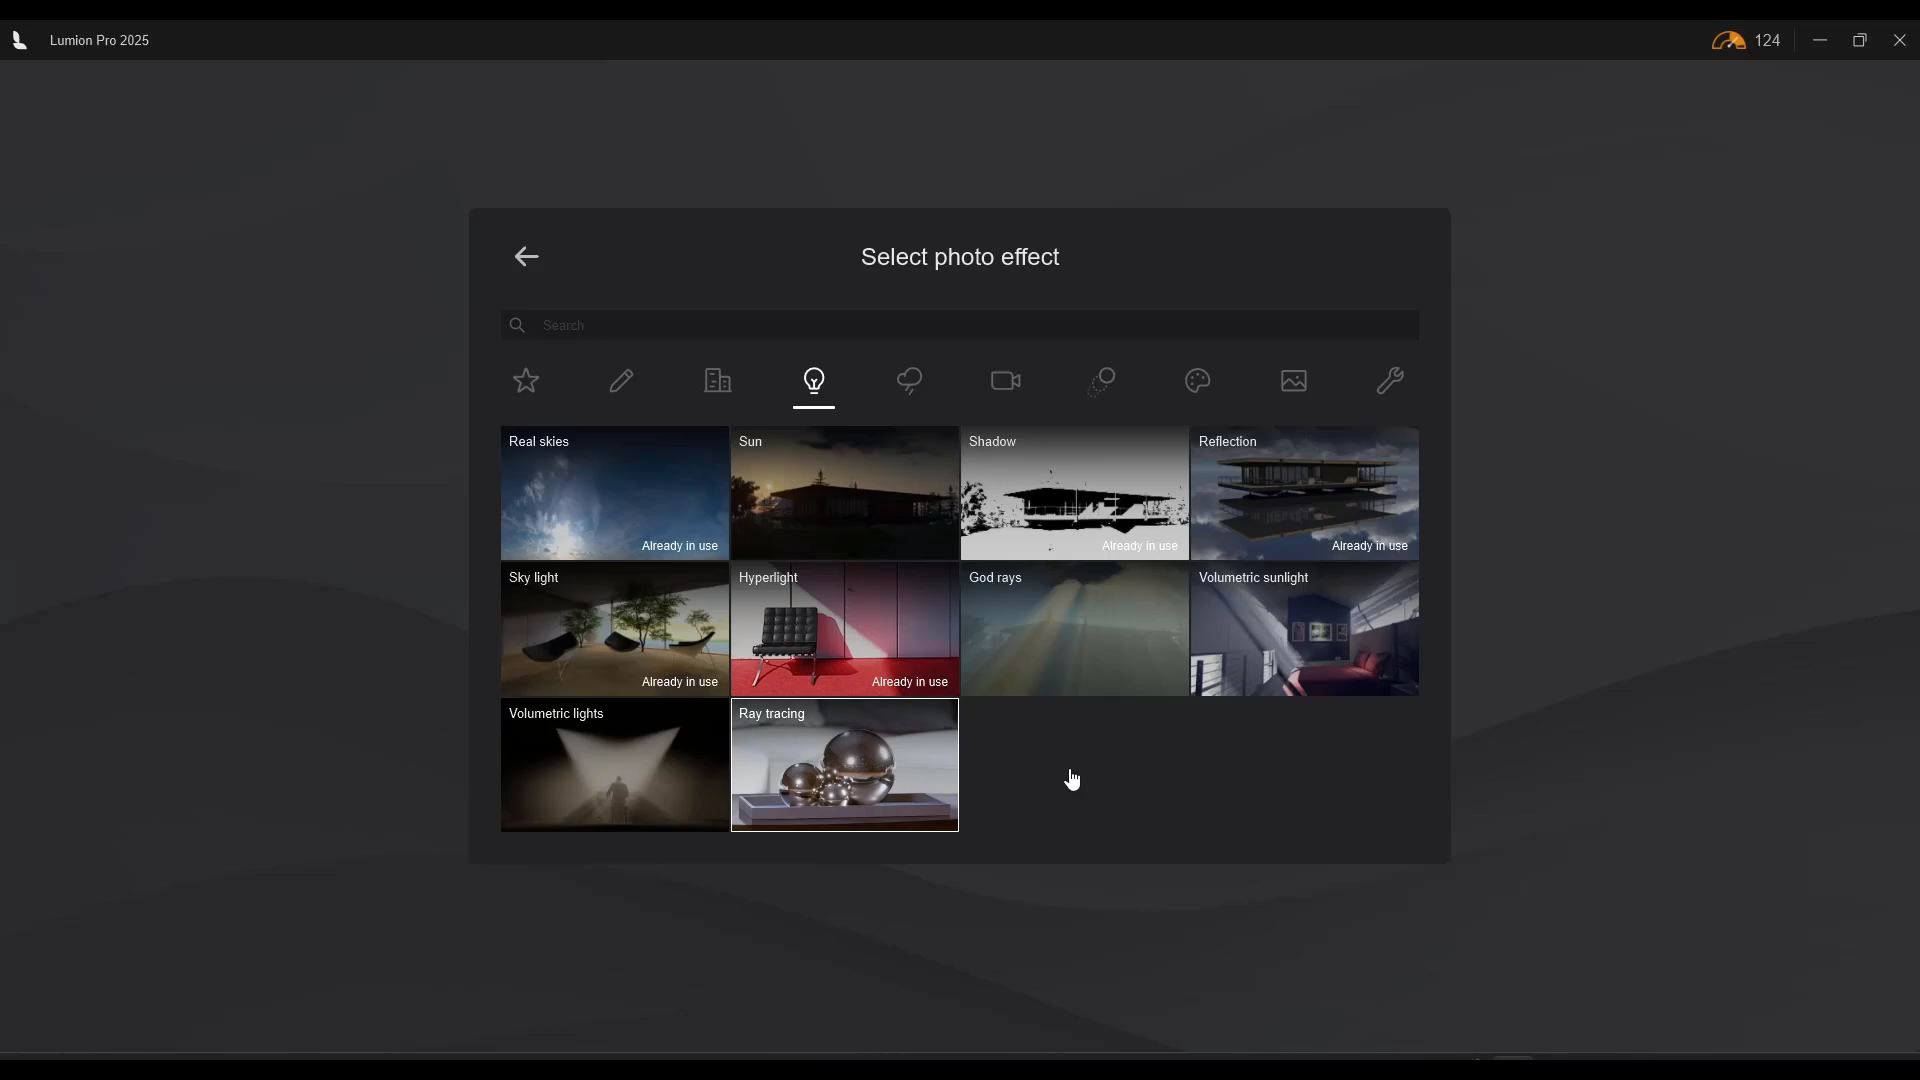 Lumion Pro 2025
124
Select photo effect
Search
Real skies
Already in use
Sun
Shadow
Already in use
Reflection
Already in use
Sky light
Already in use
Hyperlight
Already in use
God rays
Volumetric sunlight
Volumetric lights
Ray tracing